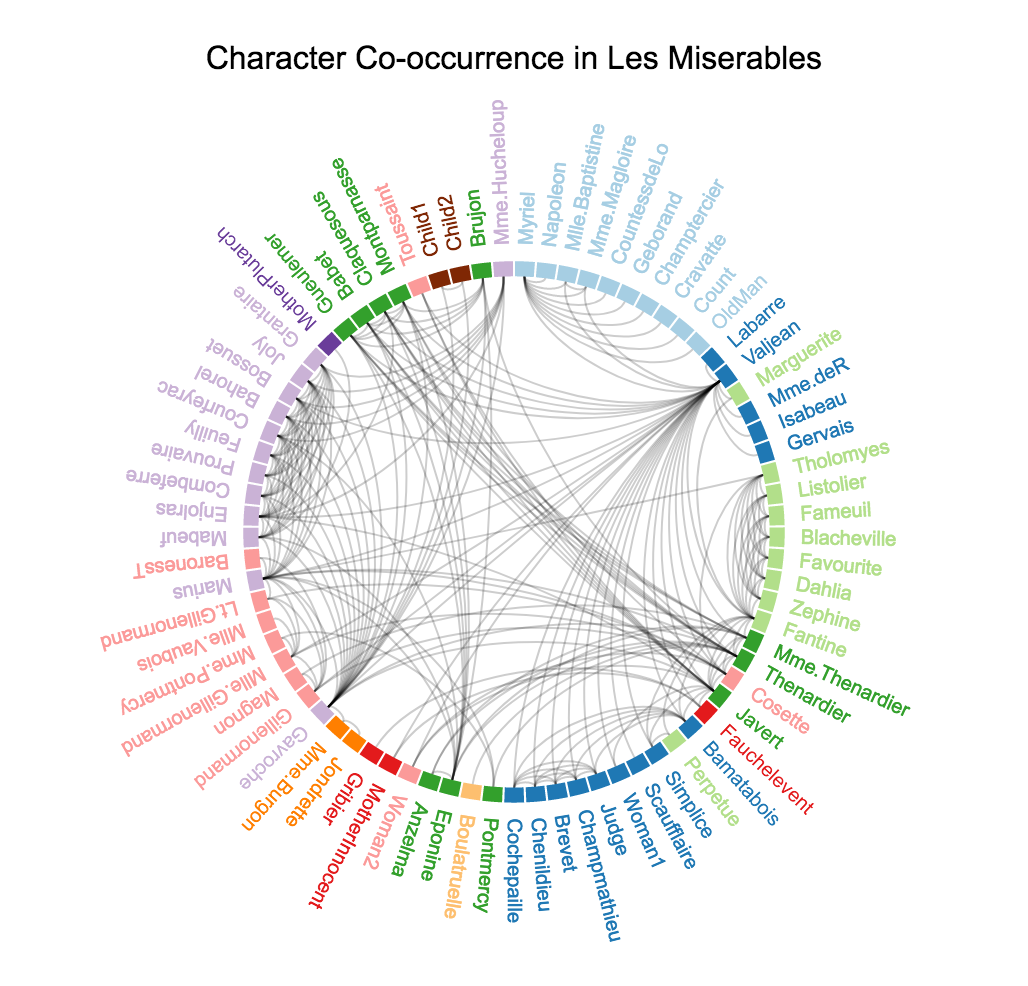 Character Co-occurrence in Les Miserables
Myriel
Napoleon
Mlle.Baptistine
Mme.Magloire
CountessdeLo
Geborand
Champtercier
Cravatte
Count
OldMan
Labarre
Valjean
Marguerite
Mme.deR
Isabeau
Gervais
Tholomyes
Listolier
Fameuil
Blacheville
Favourite
Dahlia
Zephine
Fantine
Mme.Thenardier
Thenardier
Cosette
Javert
Fauchelevent
Bamatabois
Perpetue
Simplice
Scaufflaire
Woman1
Judge
Champmathieu
Brevet
Chenildieu
Cochepaille
Pontmercy
Boulatruelle
Eponine
Anzelma
Woman2
MotherInnocent
Gribier
Jondrette
Mme.Burgon
Gavroche
Gillenormand
Magnon
Mlle.Gillenormand
Mme.Pontmercy
Mlle.Vaubois
Lt.Gillenormand
Marius
BaronessT
Mabeuf
Enjolras
Combeferre
Prouvaire
Feuilly
Courfeyrac
Bahorel
Bossuet
Joly
Grantaire
MotherPlutarch
Gueulemer
Babet
Claquesous
Montparnasse
Toussaint
Child1
Child2
Brujon
Mme.Hucheloup